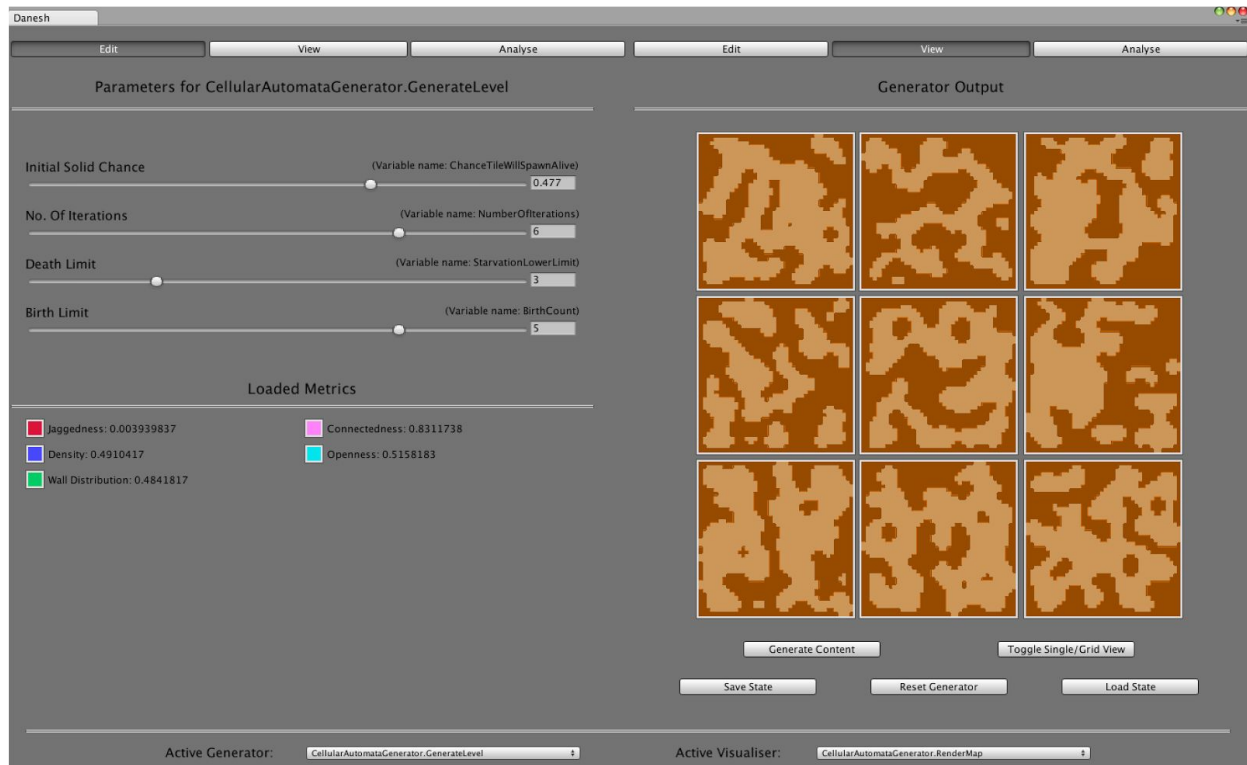 Danesh
Edit View Analyse Edit View Analyse
Parameters for CellularAutomataGenerator.GenerateLevel
Generator Output
Initial Solid Chance (Variable name: ChanceTileWillSpawnAlive)
0.477
No. Of Iterations (Variable name: NumberOfIterations)
6
Death Limit (Variable name: StarvationLowerLimit)
3
Birth Limit (Variable name: BirthCount)
5
Loaded Metrics
Jaggedness: 0.003939837 Connectedness: 0.8311738
Density: 0.4910417 Openness: 0.5158183
Wall Distribution: 0.4841817
Generate Content Toggle Single/Grid View
Save State Reset Generator Load State
Active Generator: CellularAutomataGenerator.GenerateLevel Active Visualiser: CellularAutomataGenerator.RenderMap